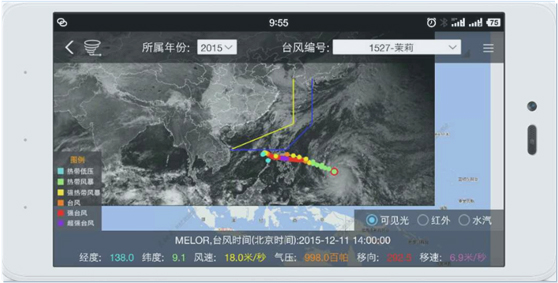 9:55
75
所属年份: 2015 台风编号: 1527-茉莉
图例
热带低压
热带风暴
强热带风暴
台风
强台风
超强台风
可见光 红外 水汽
MELOR,台风时间(北京时间):2015-12-11 14:00:00
经度: 138.0 纬度: 9.1 风速: 18.0米/秒 气压: 998.0百帕 移向: 移速: 6.9米/秒